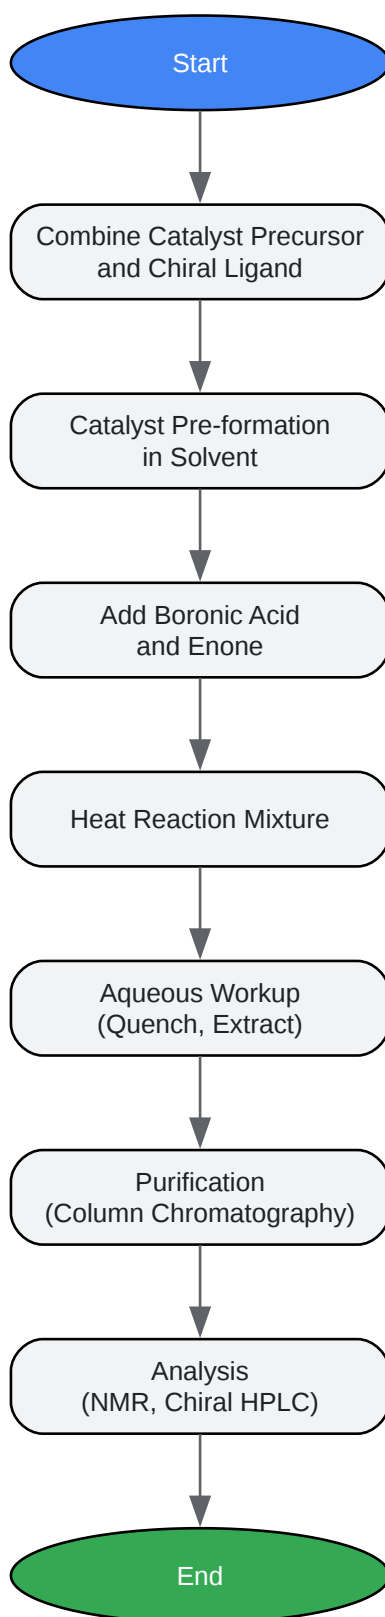 Start
Combine Catalyst Precursor
and Chiral Ligand
Catalyst Pre-formation
in Solvent
Add Boronic Acid
and Enone
Heat Reaction Mixture
Aqueous Workup
(Quench, Extract)
Purification
(Column Chromatography)
Analysis
(NMR, Chiral HPLC)
End